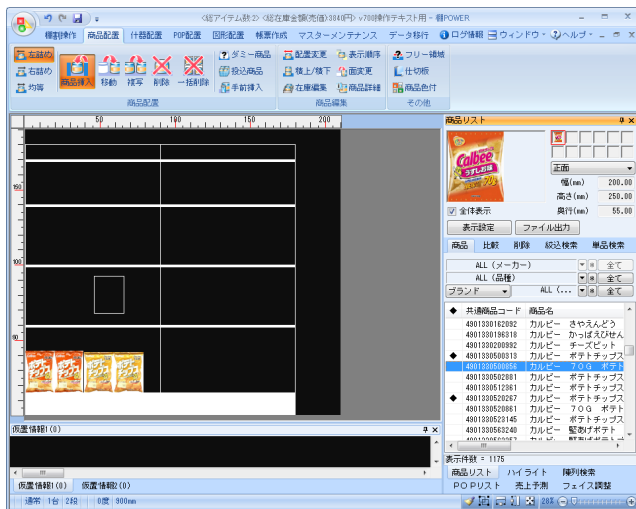 <総アイテム数2> <総在庫金額(売価)3840円> v700操作テキスト用 - 棚POWER
棚割操作 商品配置 什器配置 POP配置 図形配置 帳票作成 マスターメンテナンス データ移行 ログ情報 ウィンドウ ヘルプ
左詰め
右詰め
均等
商品挿入 移動 複写 削除 一括削除
ダミー商品
投込商品
手前挿入
配置変更 表示順序
積上/積下 面変更
在庫編集 商品詳細
フリー領域
仕切板
商品色付
商品配置 商品編集 その他
50 100 150 200
150
100
50
商品リスト
Calbee
うすしお味
正面
幅(mm) 200.00
高さ(mm) 250.00
全体表示 奥行(mm) 55.00
表示設定 ファイル出力
商品 比較 削除 絞込検索 単品検索
ALL (メーカー) 全て
ALL (品種) 全て
ブランド ALL (... 全て
◆ 共通商品コード 商品名
4901330162092 カルビー さやえんどう
4901330196318 カルビー かっぱえびせん
4901330200992 カルビー チーズビット
◆ 4901330500313 カルビー ポテトチップス
4901330500856 カルビー 70G ポテト
4901330502881 カルビー ポテトチップス
4901330512361 カルビー ポテトチップス
◆ 4901330520267 カルビー ポテトチップス
4901330520861 カルビー 70G ポテト
4901330523145 カルビー ポテトチップス
4901330563240 カルビー 堅あげポテト
表示件数 = 1175
商品リスト ハイライト 陳列検索
POPリスト 売上予測 フェイス調整
仮置情報1(0)
仮置情報1(0) 仮置情報2(0)
通常 1台 2段 0度 900mm
28%